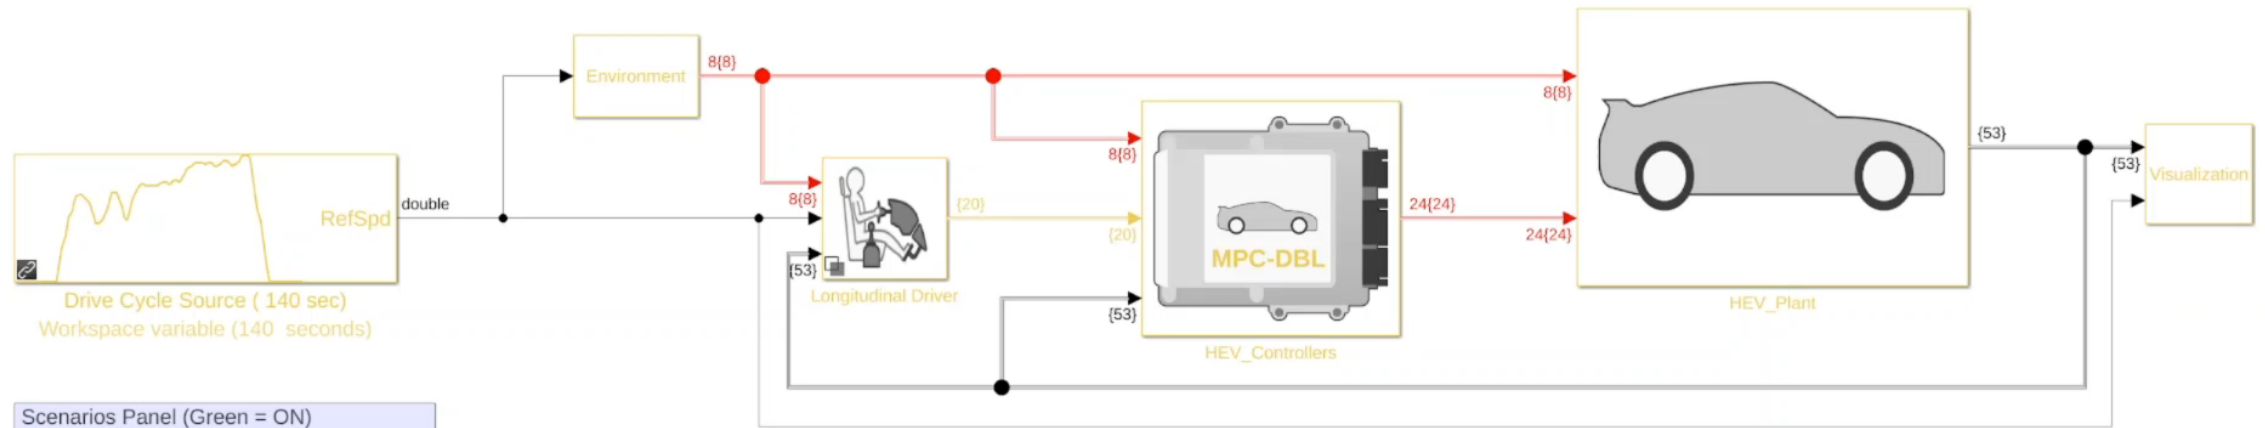 Environment
8{8}
8{8}
8{8}
8{8}
RefSpd
double
Drive Cycle Source ( 140 sec)
Workspace variable (140 seconds)
{53}
Longitudinal Driver
{20}
{20}
{53}
MPC-DBL
HEV_Controllers
24{24}
24{24}
HEV_Plant
{53}
{53}
Visualization
Scenarios Panel (Green = ON)